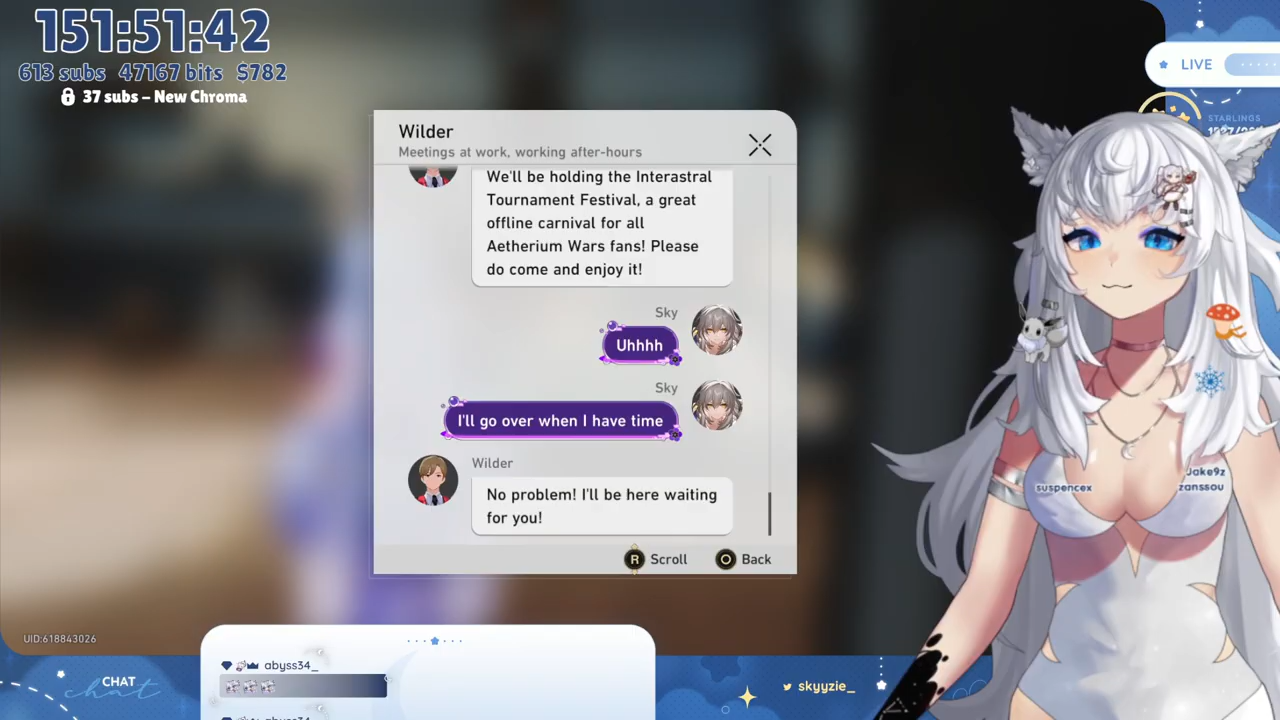 151:51:42
613 subs 47167 bits $782
37 subs – New Chroma
LIVE
STARLINGS
Wilder
Meetings at work, working after-hours
We'll be holding the Interastral
Tournament Festival, a great
offline carnival for all
Aetherium Wars fans! Please
do come and enjoy it!
Sky
Uhhhh
Sky
I'll go over when I have time
Wilder
No problem! I'll be here waiting
for you!
R Scroll
Back
Jake9z
suspencex
zanssou
UID:618843026
CHAT
chat
abyss34_
abyss34_
skyyzie_